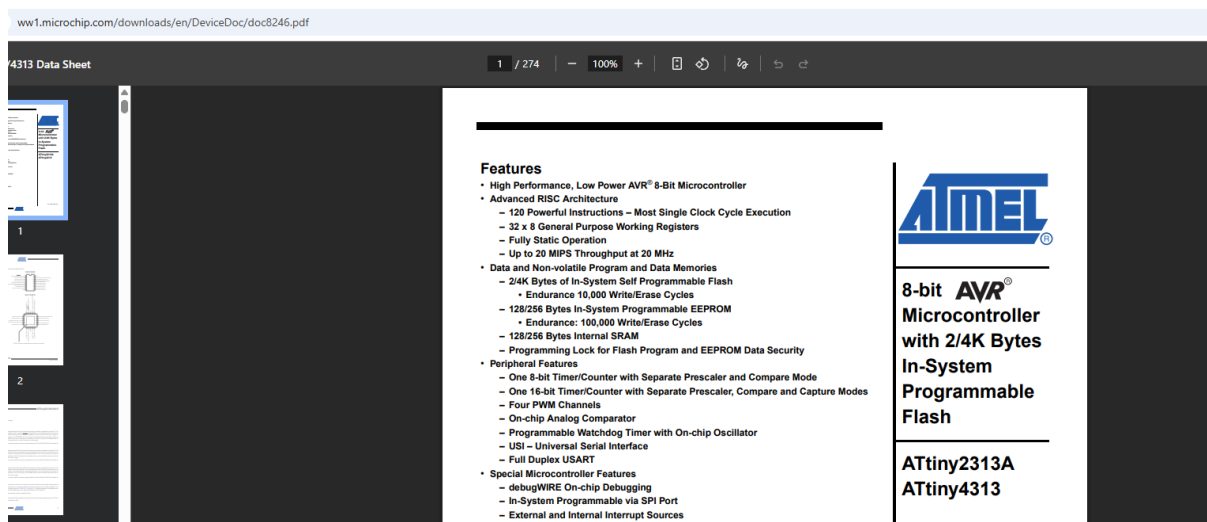 ww1.microchip.com/downloads/en/DeviceDoc/doc8246.pdf
/4313 Data Sheet
1 / 274
100%
1
2
Features
• High Performance, Low Power AVR® 8-Bit Microcontroller
• Advanced RISC Architecture
– 120 Powerful Instructions – Most Single Clock Cycle Execution
– 32 x 8 General Purpose Working Registers
– Fully Static Operation
– Up to 20 MIPS Throughput at 20 MHz
• Data and Non-volatile Program and Data Memories
– 2/4K Bytes of In-System Self Programmable Flash
• Endurance 10,000 Write/Erase Cycles
– 128/256 Bytes In-System Programmable EEPROM
• Endurance: 100,000 Write/Erase Cycles
– 128/256 Bytes Internal SRAM
– Programming Lock for Flash Program and EEPROM Data Security
• Peripheral Features
– One 8-bit Timer/Counter with Separate Prescaler and Compare Mode
– One 16-bit Timer/Counter with Separate Prescaler, Compare and Capture Modes
– Four PWM Channels
– On-chip Analog Comparator
– Programmable Watchdog Timer with On-chip Oscillator
– USI – Universal Serial Interface
– Full Duplex USART
• Special Microcontroller Features
– debugWIRE On-chip Debugging
– In-System Programmable via SPI Port
– External and Internal Interrupt Sources
ATMEL®
8-bit AVR®
Microcontroller
with 2/4K Bytes
In-System
Programmable
Flash
ATtiny2313A
ATtiny4313